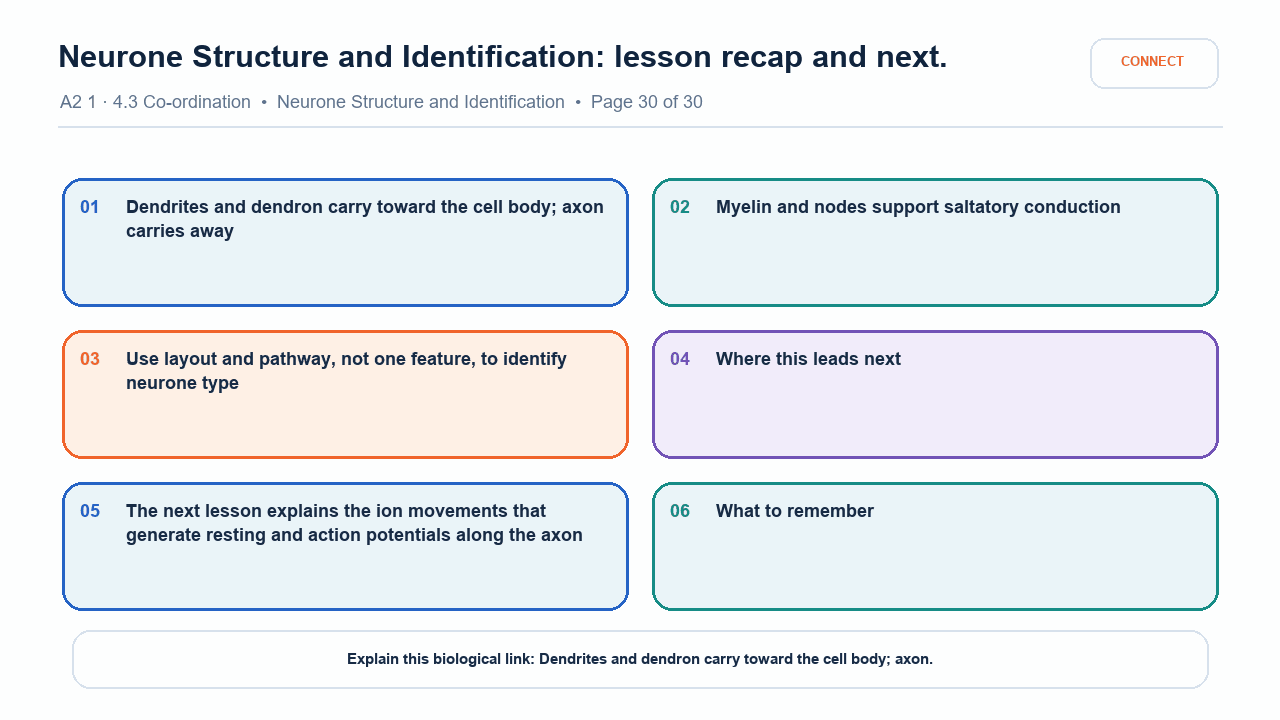 Neurone Structure and Identification: lesson recap and next.
CONNECT
A2 1 · 4.3 Co-ordination • Neurone Structure and Identification • Page 30 of 30
01 Dendrites and dendron carry toward the cell body; axon
carries away
02 Myelin and nodes support saltatory conduction
03 Use layout and pathway, not one feature, to identify
neurone type
04 Where this leads next
05 The next lesson explains the ion movements that
generate resting and action potentials along the axon
06 What to remember
Explain this biological link: Dendrites and dendron carry toward the cell body; axon.